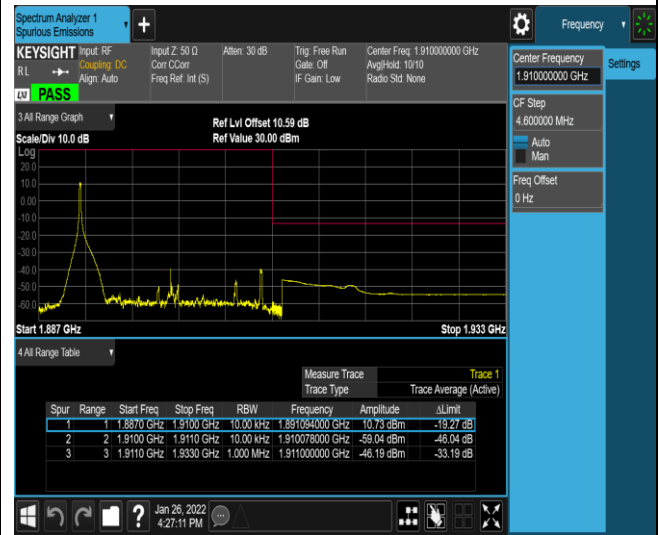 Spectrum Analyzer 1
Spurious Emissions
+
Frequency
KEYSIGHT Input: RF Input Z: 50 Ω Atten: 30 dB Trig: Free Run Center Freq: 1.910000000 GHz
RL Coupling: DC Corr CCorr Gate: Off Avg|Hold: 10/10
Align: Auto Freq Ref: Int (S) IF Gain: Low Radio Std: None
LXI PASS
Center Frequency
1.910000000 GHz
Settings
CF Step
4.600000 MHz
Auto
Man
Freq Offset
0 Hz
3 All Range Graph
Ref Lvl Offset 10.59 dB
Scale/Div 10.0 dB Ref Value 30.00 dBm
Log
20.0
10.0
0.00
-10.0
-20.0
-30.0
-40.0
-50.0
-60.0
Start 1.887 GHz Stop 1.933 GHz
4 All Range Table
Measure Trace Trace 1
Trace Type Trace Average (Active)
Spur Range Start Freq Stop Freq RBW Frequency Amplitude ΔLimit
1 1 1.8870 GHz 1.9100 GHz 10.00 kHz 1.891094000 GHz 10.73 dBm -19.27 dB
2 2 1.9100 GHz 1.9110 GHz 10.00 kHz 1.910078000 GHz -59.04 dBm -46.04 dB
3 3 1.9110 GHz 1.9330 GHz 1.000 MHz 1.911000000 GHz -46.19 dBm -33.19 dB
? Jan 26, 2022
4:27:11 PM